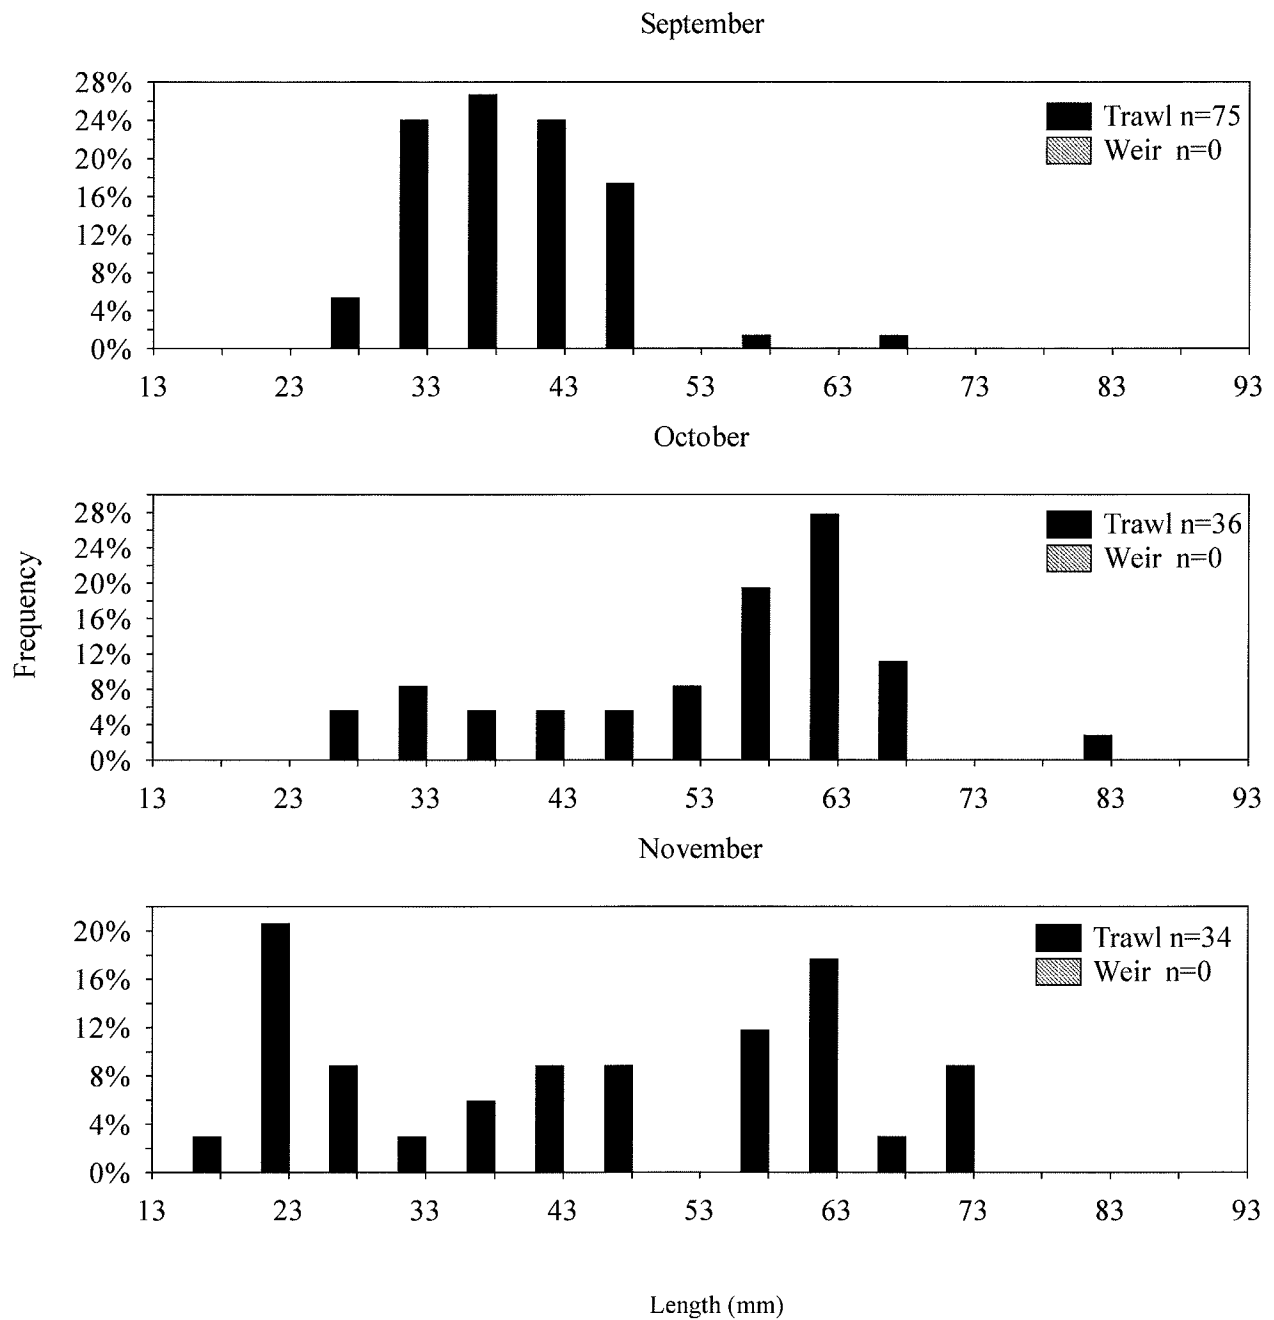 September
28%
24%
20%
16%
12%
8%
4%
0%
Trawl n=75
Weir n=0
13 23 33 43 53 63 73 83 93
October
28%
24%
20%
16%
12%
8%
4%
0%
Trawl n=36
Weir n=0
13 23 33 43 53 63 73 83 93
Frequency
November
20%
16%
12%
8%
4%
0%
Trawl n=34
Weir n=0
13 23 33 43 53 63 73 83 93
Length (mm)